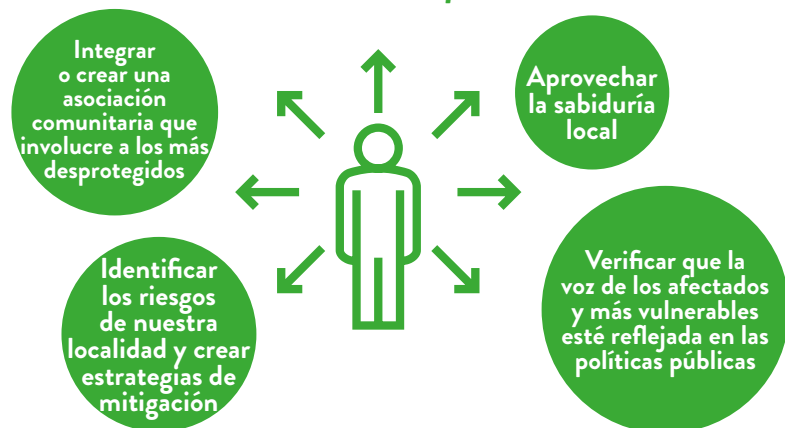 Integrar
o crear una
asociación
comunitaria que
involucre a los más
desprotegidos
Aprovechar
la sabiduría
local
Identificar
los riesgos
de nuestra
localidad y crear
estrategias de
mitigación
Verificar que la
voz de los afectados
y más vulnerables
esté reflejada en las
políticas públicas